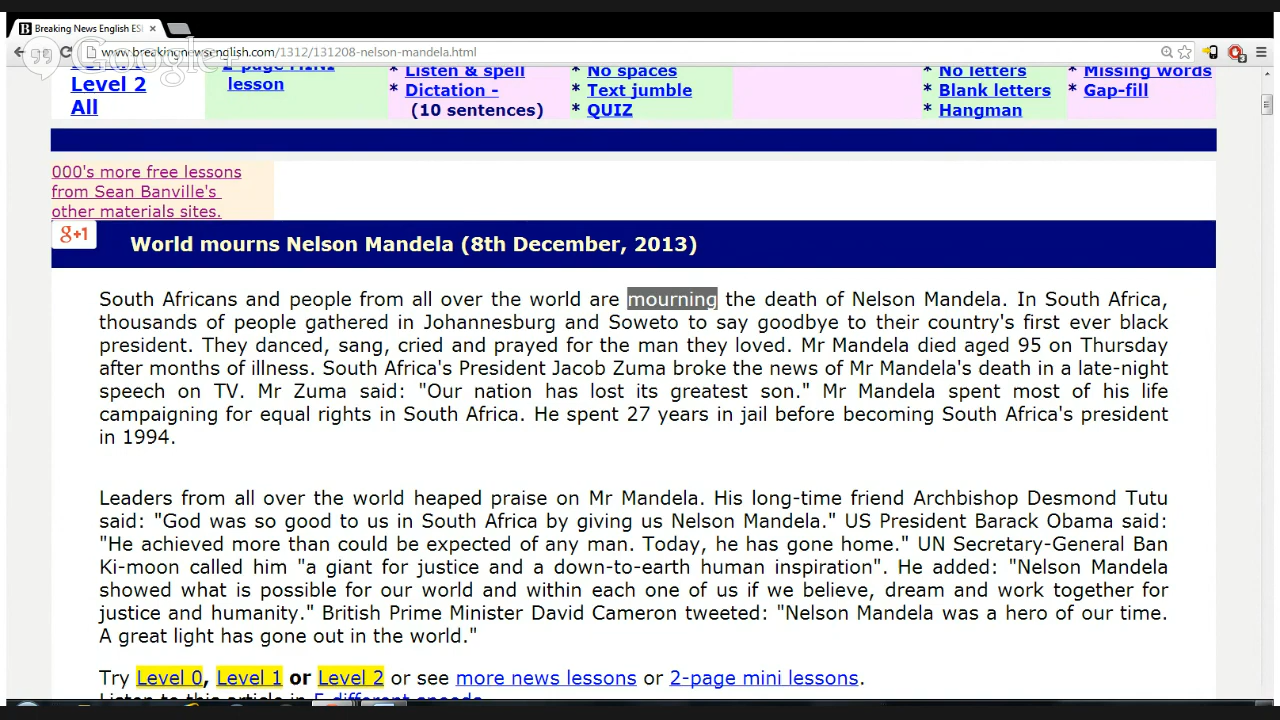 Breaking News English ES
www.breakingnewsenglish.com/1312/131208-nelson-mandela.html
Google+
Level 2
All
2-page MINI
lesson
* Listen & spell
* Dictation -
(10 sentences)
* No spaces
* Text jumble
* QUIZ
* No letters
* Blank letters
* Hangman
* Missing words
* Gap-fill
000's more free lessons
from Sean Banville's
other materials sites.
g+1
World mourns Nelson Mandela (8th December, 2013)
South Africans and people from all over the world are mourning the death of Nelson Mandela. In South Africa,
thousands of people gathered in Johannesburg and Soweto to say goodbye to their country's first ever black
president. They danced, sang, cried and prayed for the man they loved. Mr Mandela died aged 95 on Thursday
after months of illness. South Africa's President Jacob Zuma broke the news of Mr Mandela's death in a late-night
speech on TV. Mr Zuma said: "Our nation has lost its greatest son." Mr Mandela spent most of his life
campaigning for equal rights in South Africa. He spent 27 years in jail before becoming South Africa's president
in 1994.
Leaders from all over the world heaped praise on Mr Mandela. His long-time friend Archbishop Desmond Tutu
said: "God was so good to us in South Africa by giving us Nelson Mandela." US President Barack Obama said:
"He achieved more than could be expected of any man. Today, he has gone home." UN Secretary-General Ban
Ki-moon called him "a giant for justice and a down-to-earth human inspiration". He added: "Nelson Mandela
showed what is possible for our world and within each one of us if we believe, dream and work together for
justice and humanity." British Prime Minister David Cameron tweeted: "Nelson Mandela was a hero of our time.
A great light has gone out in the world."
Try Level 0, Level 1 or Level 2 or see more news lessons or 2-page mini lessons.
Listen to this article in 5 different speeds